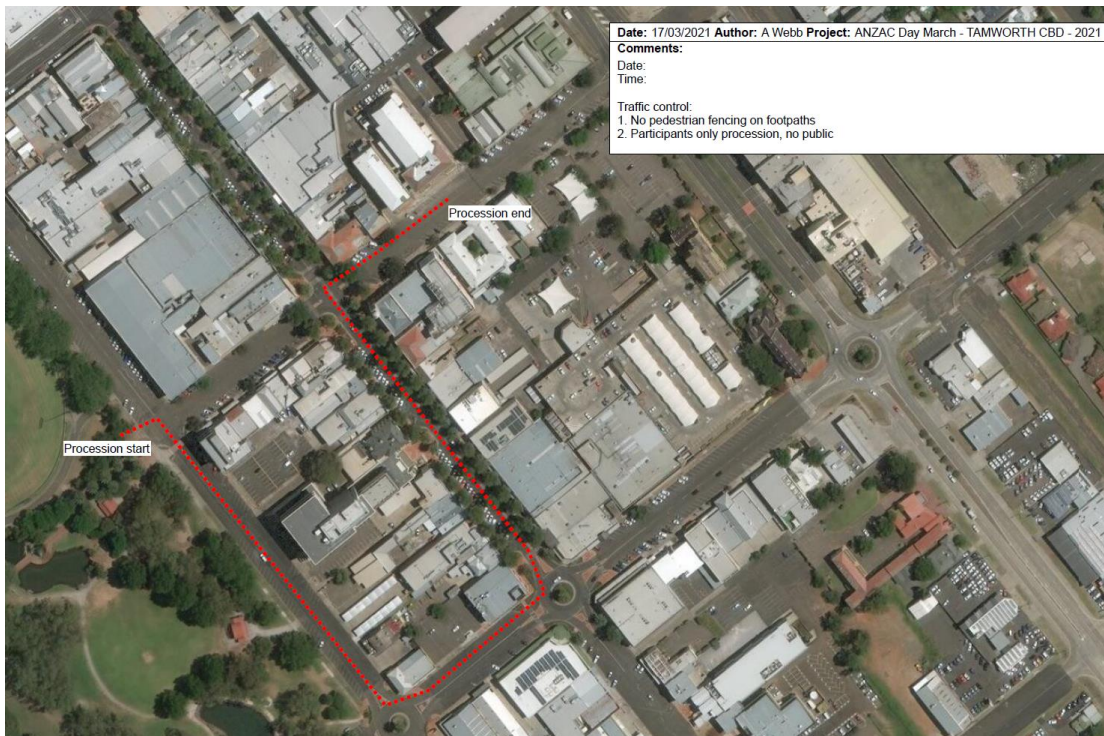 Date: 17/03/2021 Author: A Webb Project: ANZAC Day March - TAMWORTH CBD - 2021
Comments:
Date:
Time:
Traffic control:
1. No pedestrian fencing on footpaths
2. Participants only procession, no public
Procession end
Procession start